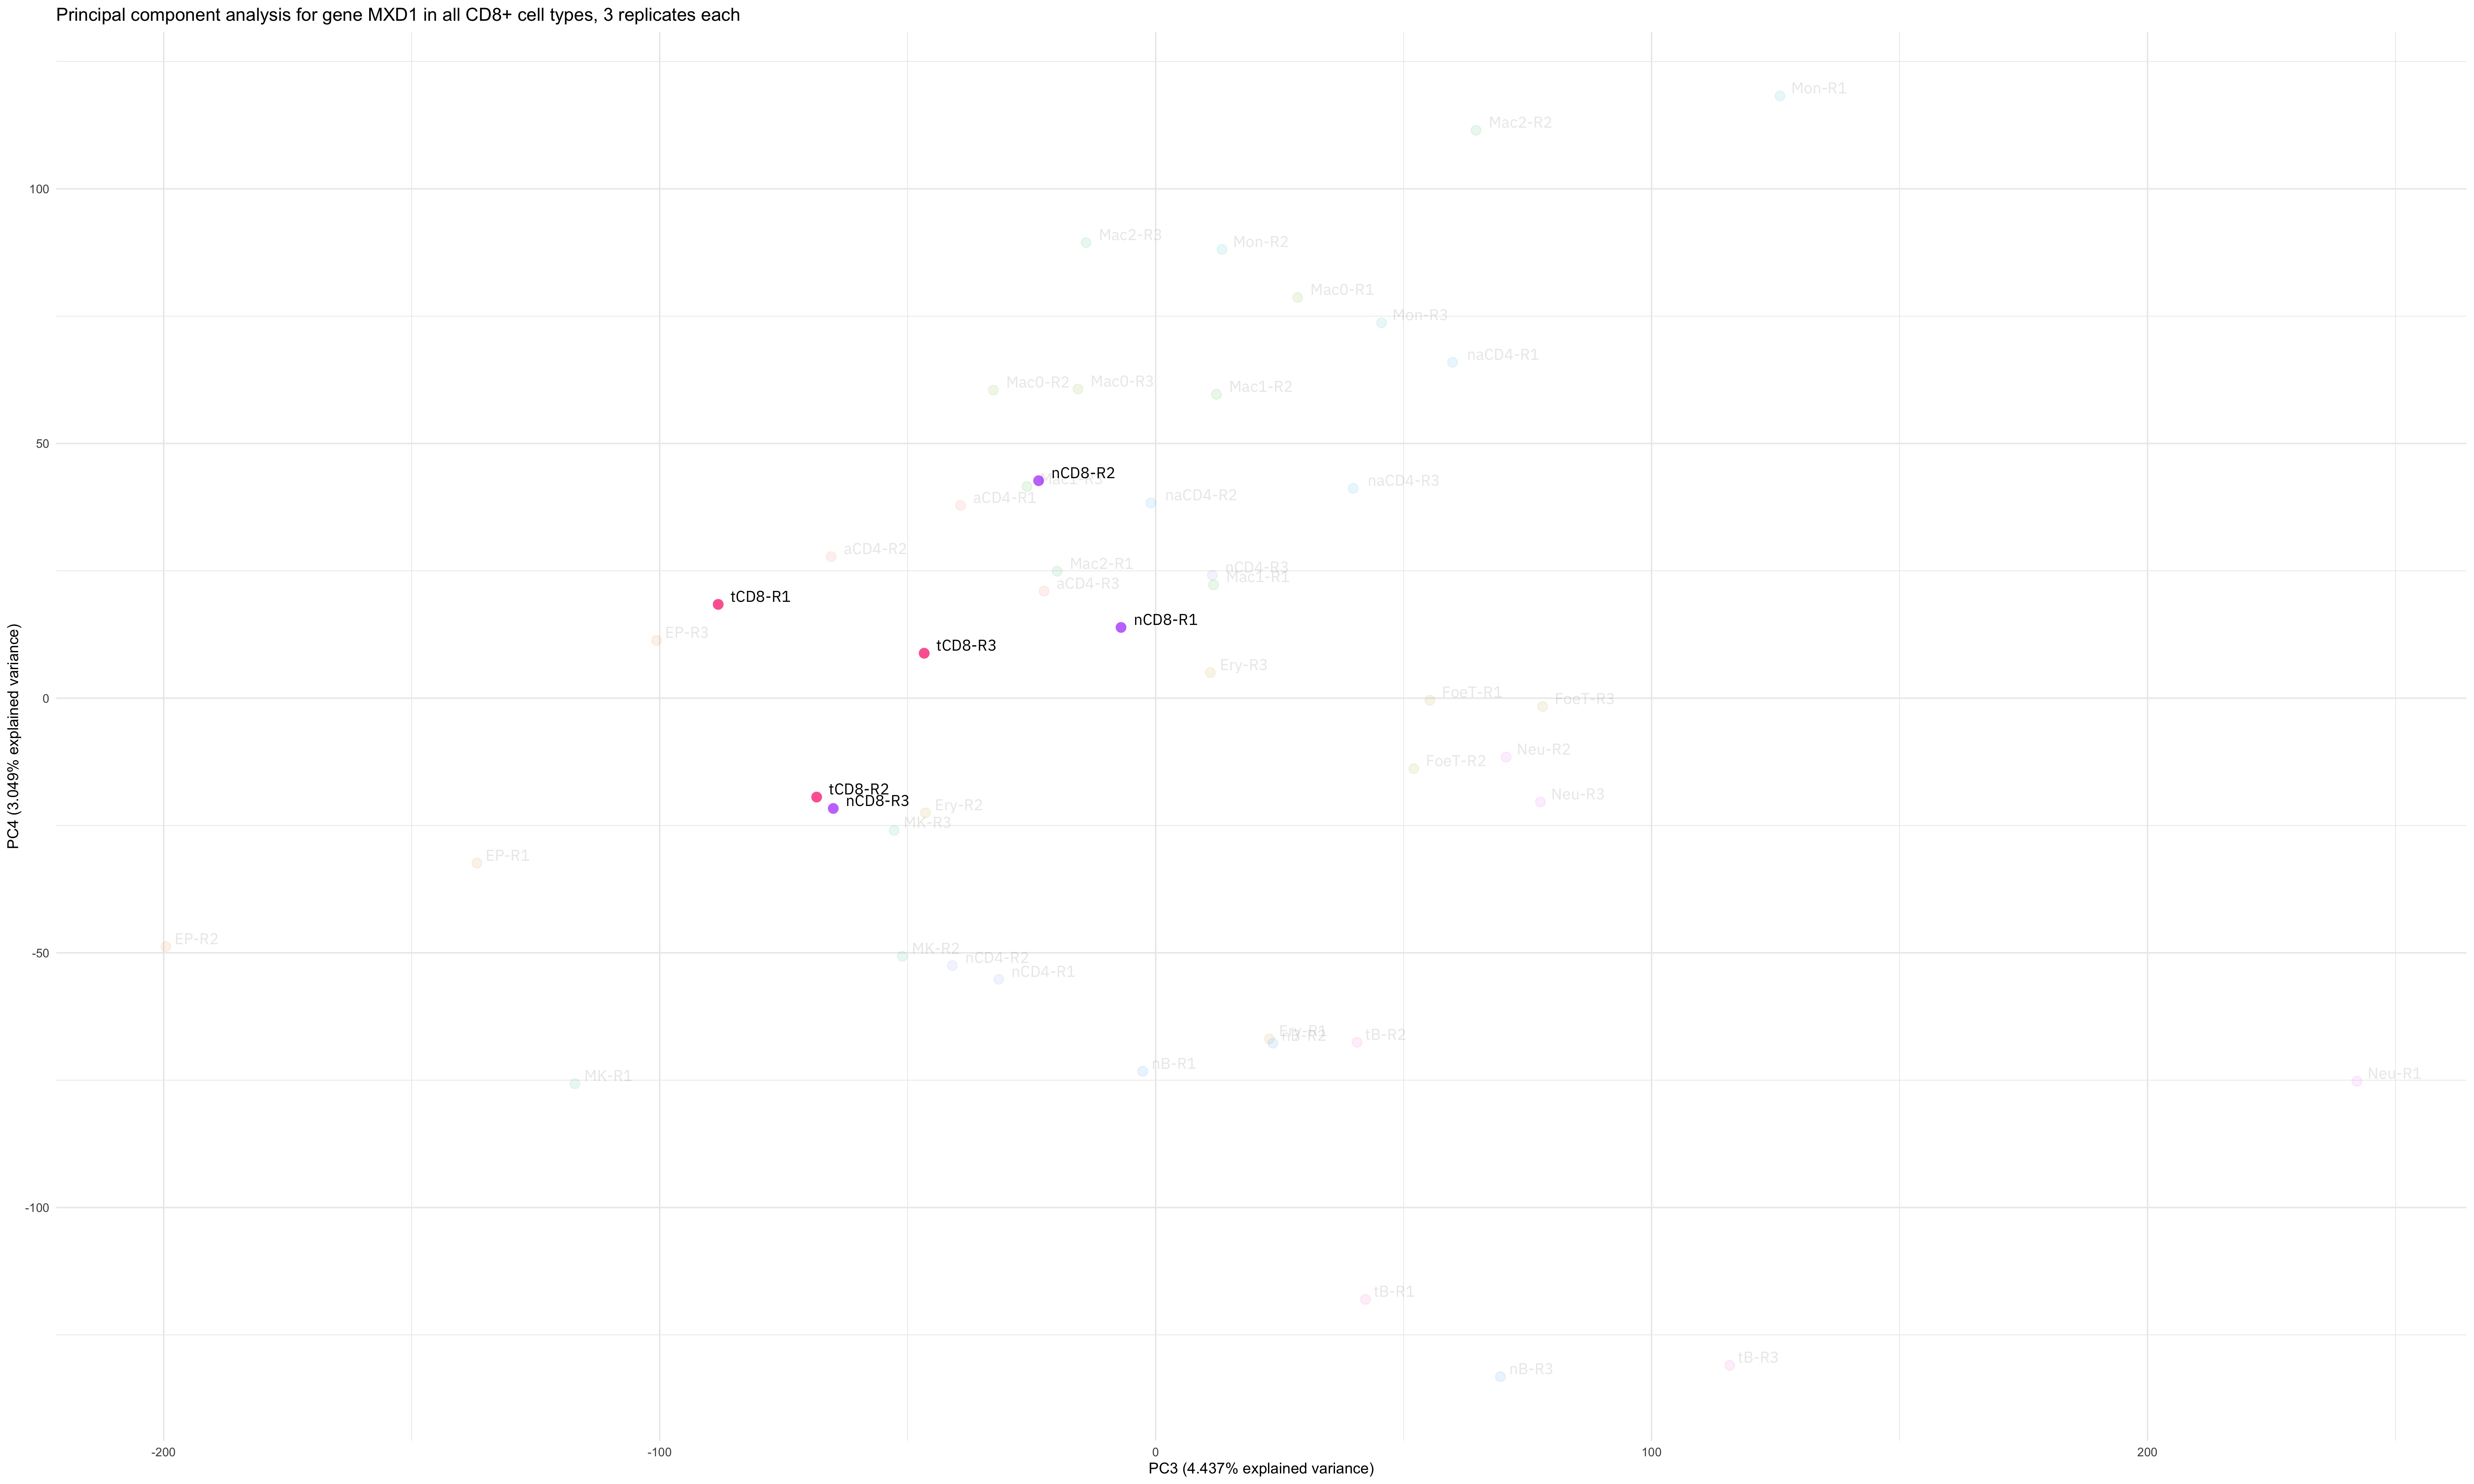 Principal component analysis for gene MXD1 in all CD8+ cell types, 3 replicates each
Mon-R1
Mac2-R2
100
Mac2-R3
Mon-R2
Mac0-R1
Mon-R3
naCD4-R1
Mac0-R2
Mac0-R3
Mac1-R2
50
nCD8-R2
Mac1-R3
naCD4-R3
aCD4-R1
naCD4-R2
aCD4-R2
Mac2-R1
nCD4-R3
Mac1-R1
aCD4-R3
tCD8-R1
nCD8-R1
EP-R3
tCD8-R3
Ery-R3
0
FoeT-R1
FoeT-R3
Neu-R2
FoeT-R2
tCD8-R2
nCD8-R3
Neu-R3
Ery-R2
MK-R3
EP-R1
EP-R2
-50
MK-R2
nCD4-R2
nCD4-R1
Ery-R1
nB-R2
tB-R2
nB-R1
MK-R1
Neu-R1
-100
tB-R1
tB-R3
nB-R3
PC4 (3.049% explained variance)
-200
-100
0
100
200
PC3 (4.437% explained variance)